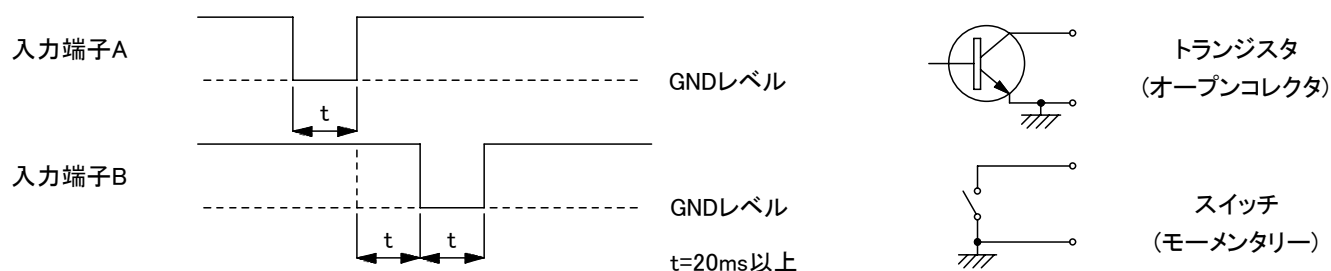 入力端子A
GNDレベル
t
入力端子B
GNDレベル
t
t
t=20ms以上
トランジスタ
(オープンコレクタ)
スイッチ
(モーメンタリー)